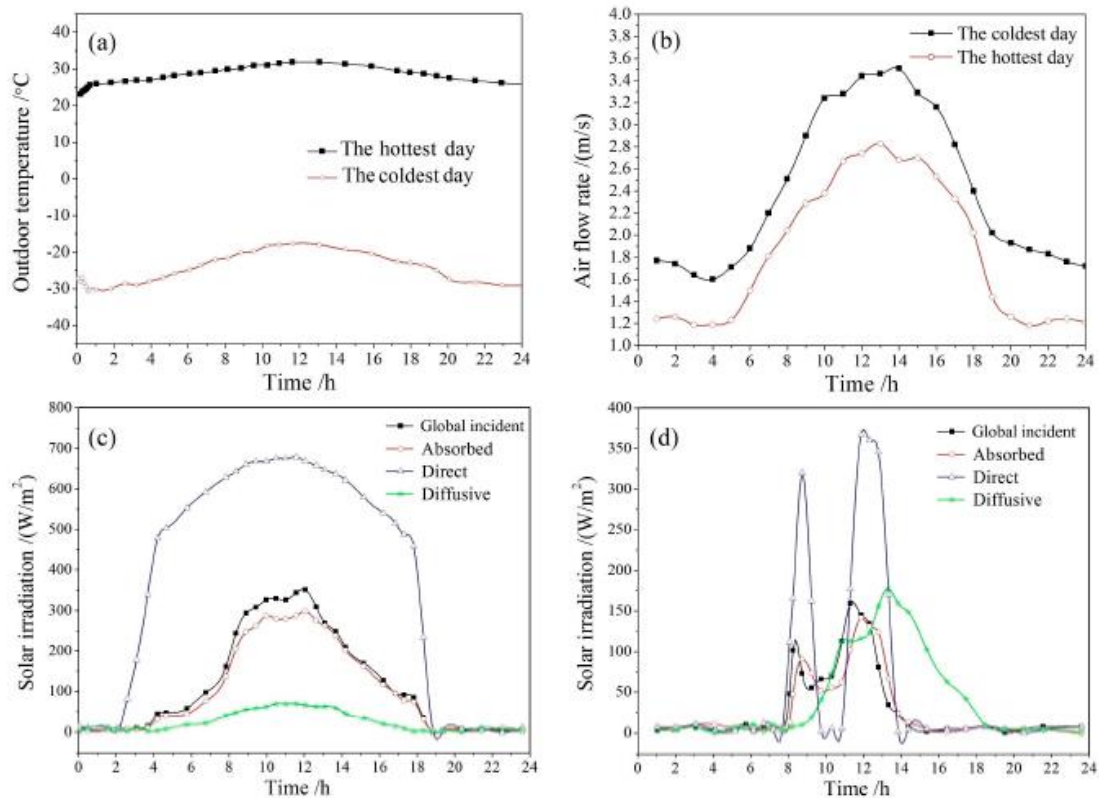 (a)
Outdoor temperature /°C
40
30
20
10
0
-10
-20
-30
-40
The hottest day
The coldest day
0 2 4 6 8 10 12 14 16 18 20 22 24
Time /h
(b)
Air flow rate /(m/s)
4.0
3.8
3.6
3.4
3.2
3.0
2.8
2.6
2.4
2.2
2.0
1.8
1.6
1.4
1.2
1.0
The coldest day
The hottest day
0 2 4 6 8 10 12 14 16 18 20 22 24
Time /h
(c)
Solar irradiation /(W/m²)
800
700
600
500
400
300
200
100
0
Global incident
Absorbed
Direct
Diffusive
0 2 4 6 8 10 12 14 16 18 20 22 24
Time /h
(d)
Solar irradiation /(W/m²)
400
350
300
250
200
150
100
50
0
Global incident
Absorbed
Direct
Diffusive
0 2 4 6 8 10 12 14 16 18 20 22 24
Time /h